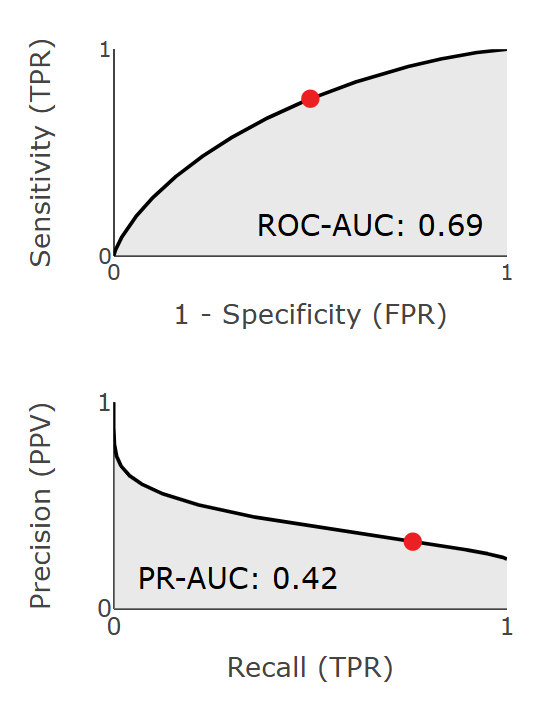 Sensitivity (TPR)
1
0
ROC-AUC: 0.69
0
1
1 - Specificity (FPR)
Precision (PPV)
1
0
PR-AUC: 0.42
0
1
Recall (TPR)